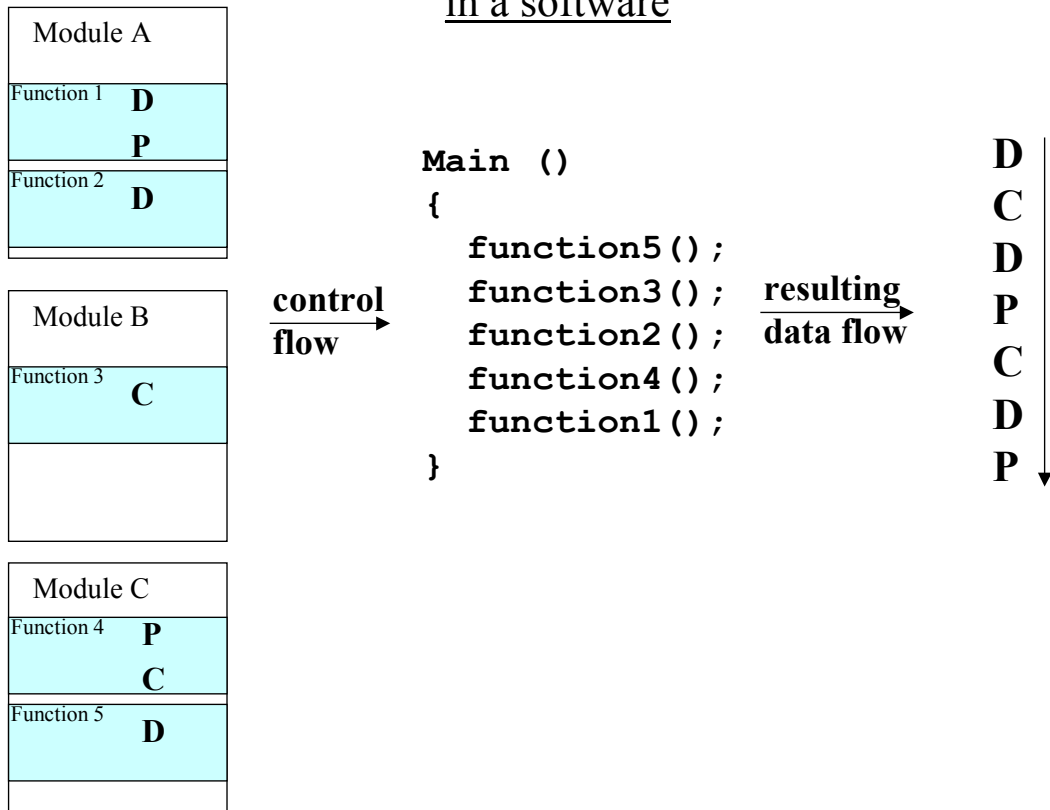 in a software
Module A
Function 1
D
P
Function 2
D
Module B
Function 3
C
Module C
Function 4
P
C
Function 5
D
control
flow
Main ()
{
function5();
function3();
function2();
function4();
function1();
}
resulting
data flow
D
C
D
P
C
D
P